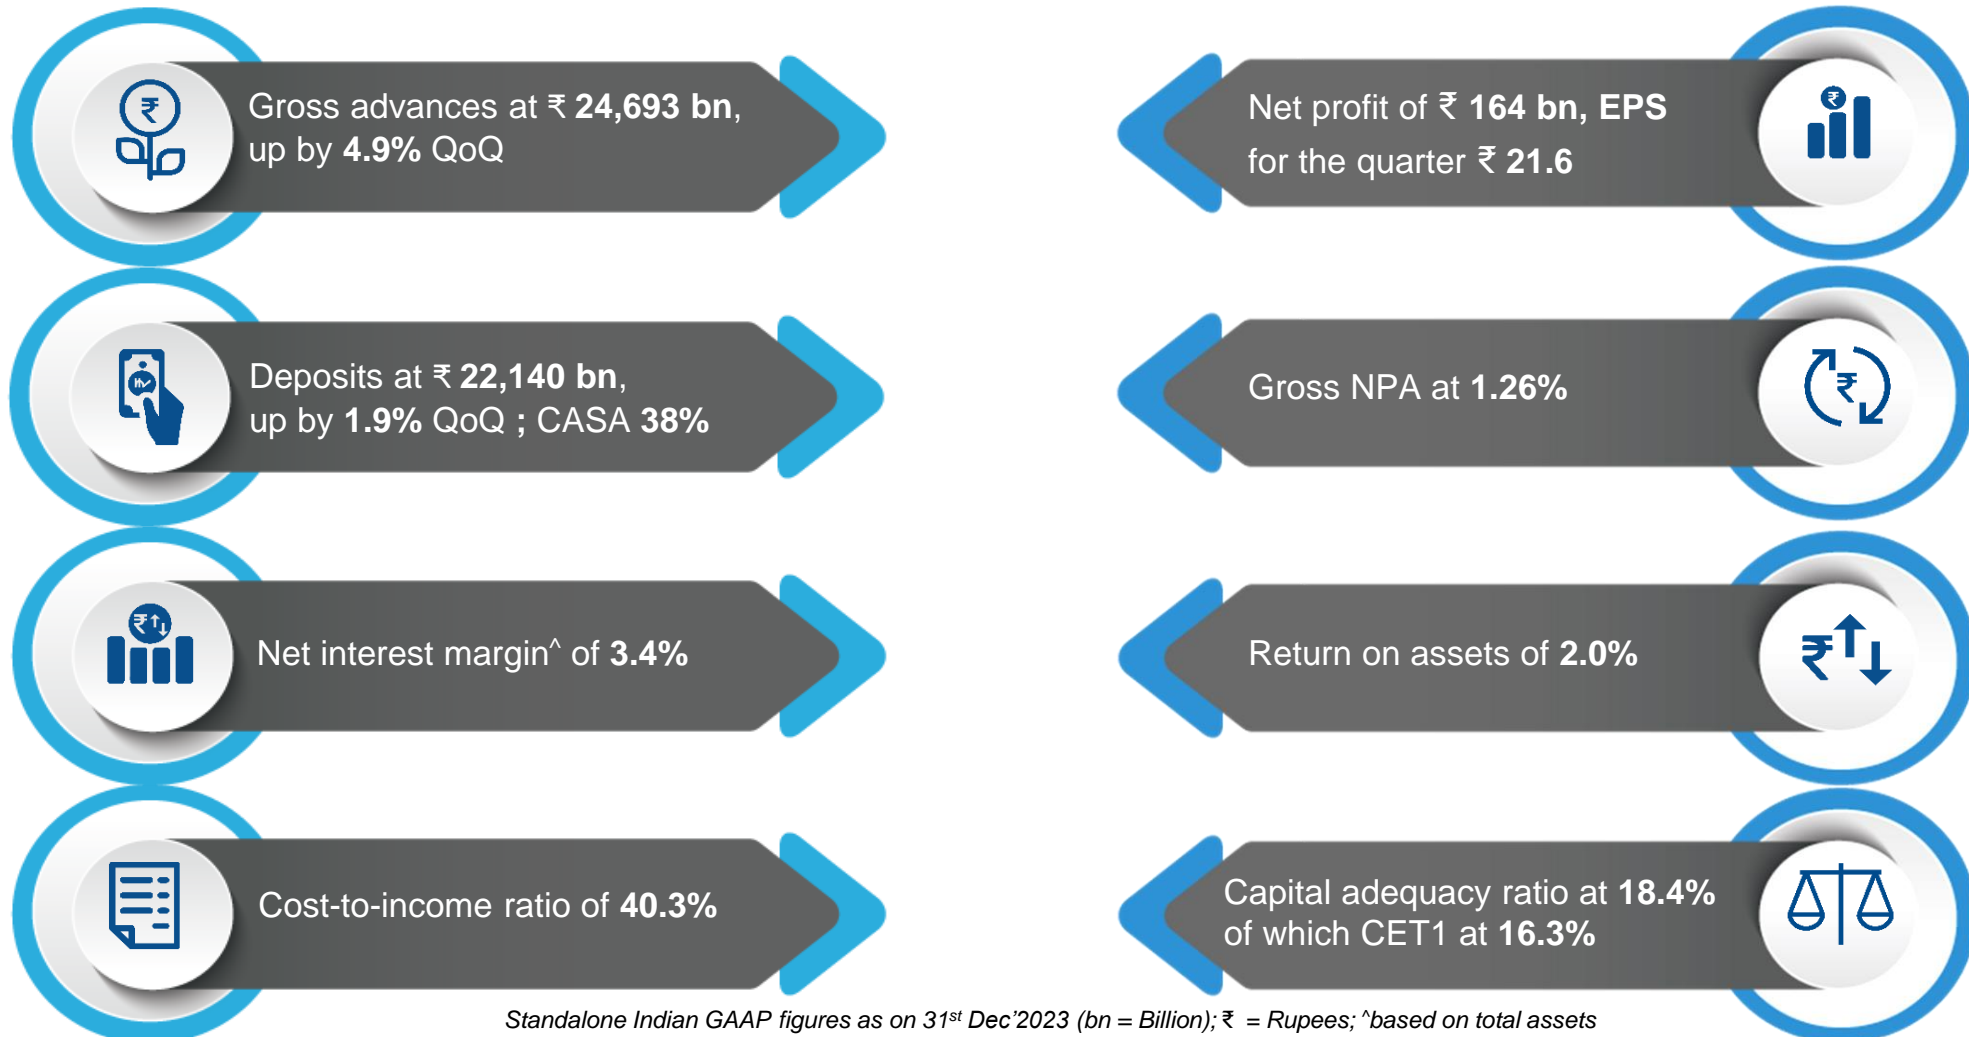 Gross advances at ₹ 24,693 bn,
up by 4.9% QoQ
Deposits at ₹ 22,140 bn,
up by 1.9% QoQ ; CASA 38%
Net interest margin^ of 3.4%
Cost-to-income ratio of 40.3%
Net profit of ₹ 164 bn, EPS
for the quarter ₹ 21.6
Gross NPA at 1.26%
Return on assets of 2.0%
Capital adequacy ratio at 18.4%
of which CET1 at 16.3%
Standalone Indian GAAP figures as on 31st Dec’2023 (bn = Billion); ₹ = Rupees; ^based on total assets